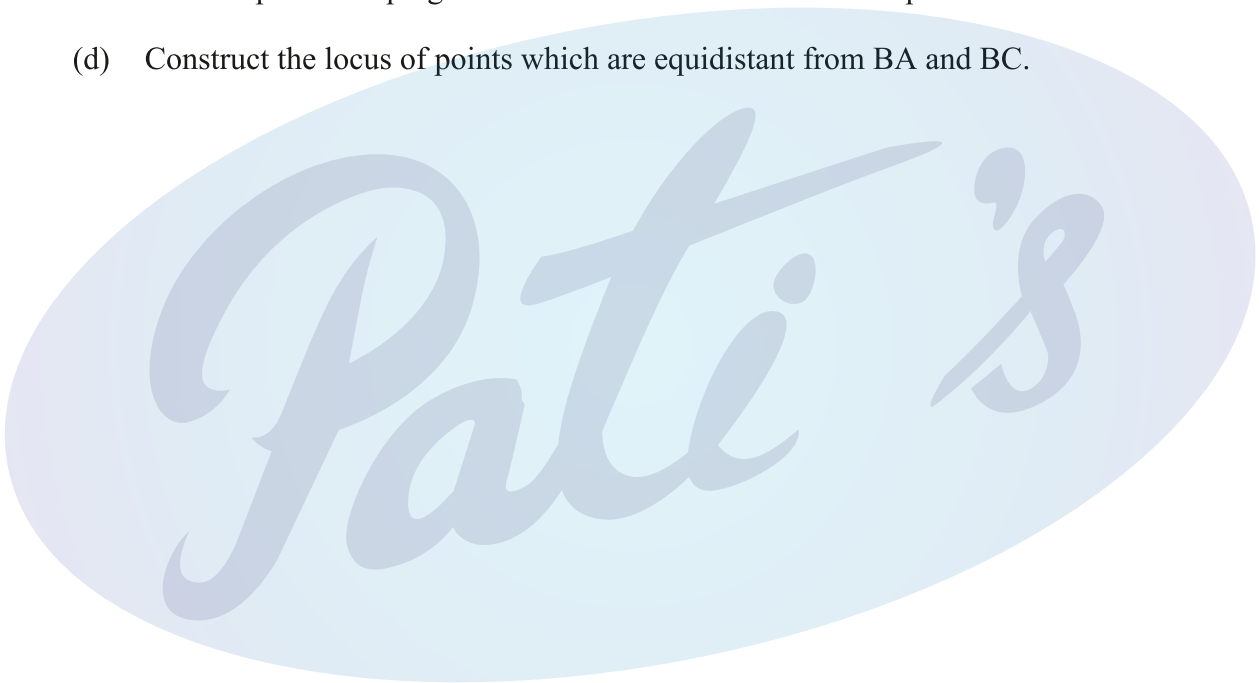 (d) Construct the locus of points which are equidistant from BA and BC.
Pati's